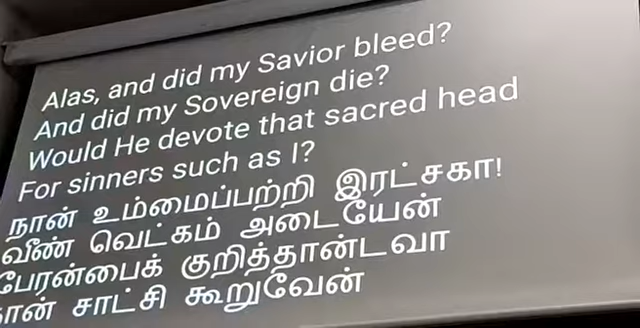 Alas, and did my Savior bleed?
And did my Sovereign die?
Would He devote that sacred head
For sinners such as I?
நான் உம்மைப்பற்றி இரட்சகா!
வீண் வெட்கம் அடையேன்
பேரன்பைக் குறித்தான்டவா
நான் சாட்சி கூறுவேன்